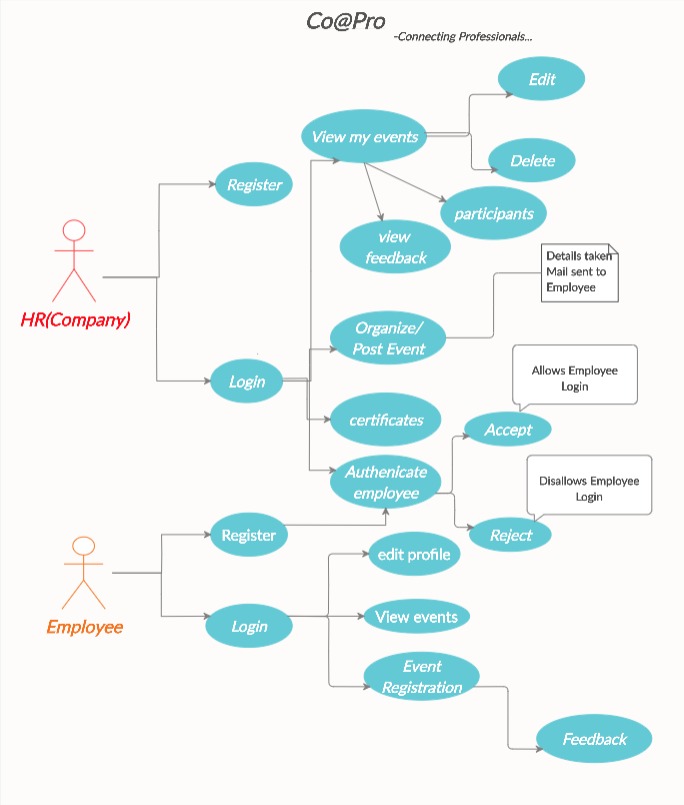 Co@Pro
-Connecting Professionals...
Edit
View my events
Delete
Register
participants
view
feedback
Details taken
Mail sent to
Employee
HR(Company)
Organize/
Post Event
Allows Employee
Login
Login
certificates
Accept
Authenicate
employee
Disallows Employee
Login
Register
Reject
edit profile
View events
Employee
Login
Event
Registration
Feedback